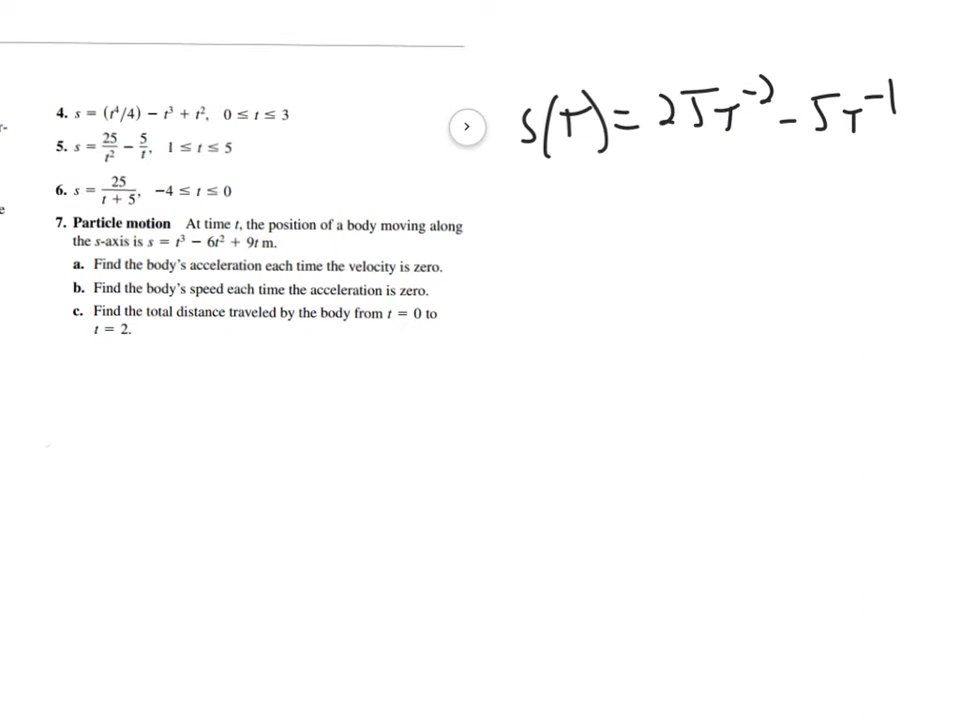 4. s = (t⁴/4) − t³ + t², 0 ≤ t ≤ 3
5. s = 25/t² − 5/t, 1 ≤ t ≤ 5
6. s = 25/(t + 5), −4 ≤ t ≤ 0
7. Particle motion At time t, the position of a body moving along
the s-axis is s = t³ − 6t² + 9t m.
a. Find the body's acceleration each time the velocity is zero.
b. Find the body's speed each time the acceleration is zero.
c. Find the total distance traveled by the body from t = 0 to
t = 2.
s(T) = 25T⁻² − 5T⁻¹